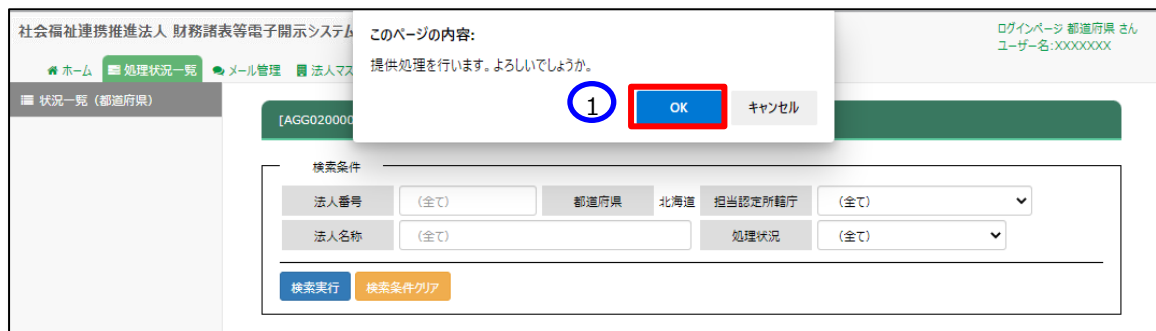 社会福祉連携推進法人 財務諸表等電子開示システム
ログインページ 都道府県 さん
ユーザー名:XXXXXXX
ホーム 処理状況一覧 メール管理 法人マス
このページの内容:
提供処理を行います。よろしいでしょうか。
1 OK キャンセル
状況一覧（都道府県）
[AGG020000
検索条件
法人番号 (全て) 都道府県 北海道 担当認定所轄庁 (全て)
法人名称 (全て) 処理状況 (全て)
検索実行 検索条件クリア